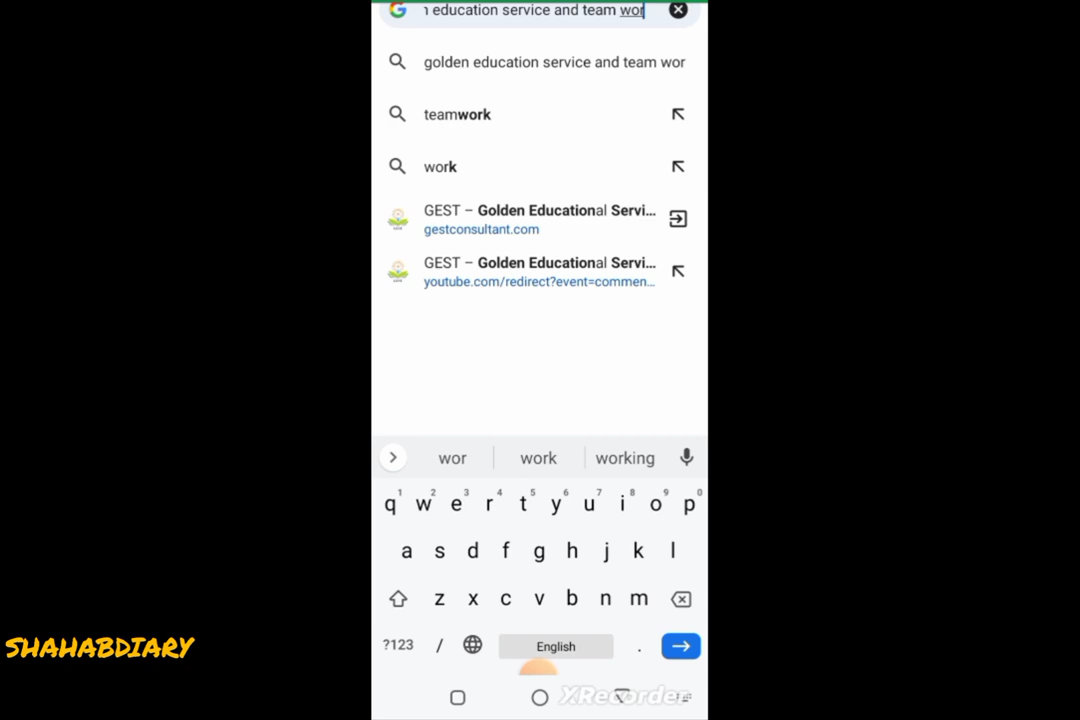 education service and team wor
golden education service and team wor
teamwork
work
GEST – Golden Educational Servi...
gestconsultant.com
GEST – Golden Educational Servi...
youtube.com/redirect?event=commen...
wor work working
1 2 3 4 5 6 7 8 9 0
q w e r t y u i o p
a s d f g h j k l
z x c v b n m
?123 / English .
SHAHABDIARY
XRecorder